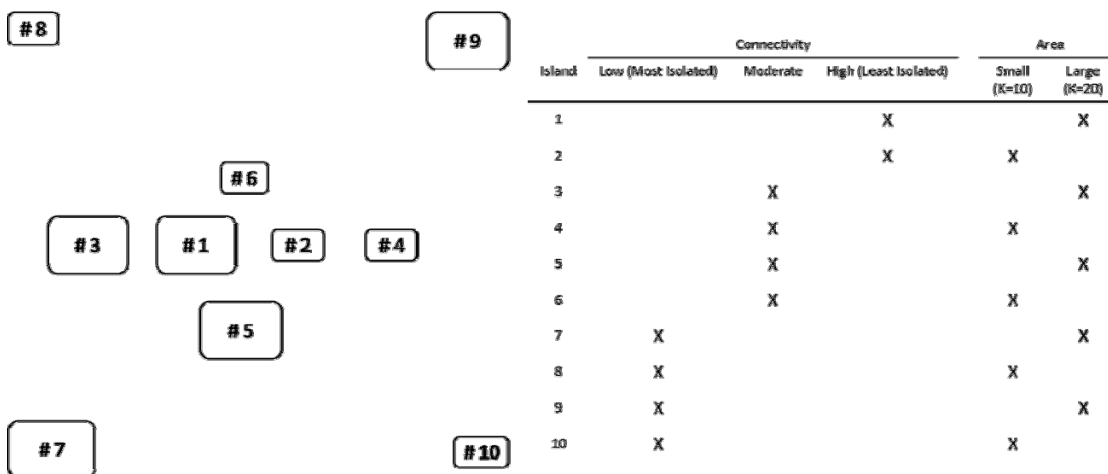 #8
#9
#6
#3 #1 #2 #4
#5
#7
#10
Connectivity Area
Island Low (Most Isolated) Moderate High (Least Isolated) Small (K=10) Large (K=20)
1 X X
2 X X
3 X X
4 X X
5 X X
6 X X
7 X X
8 X X
9 X X
10 X X